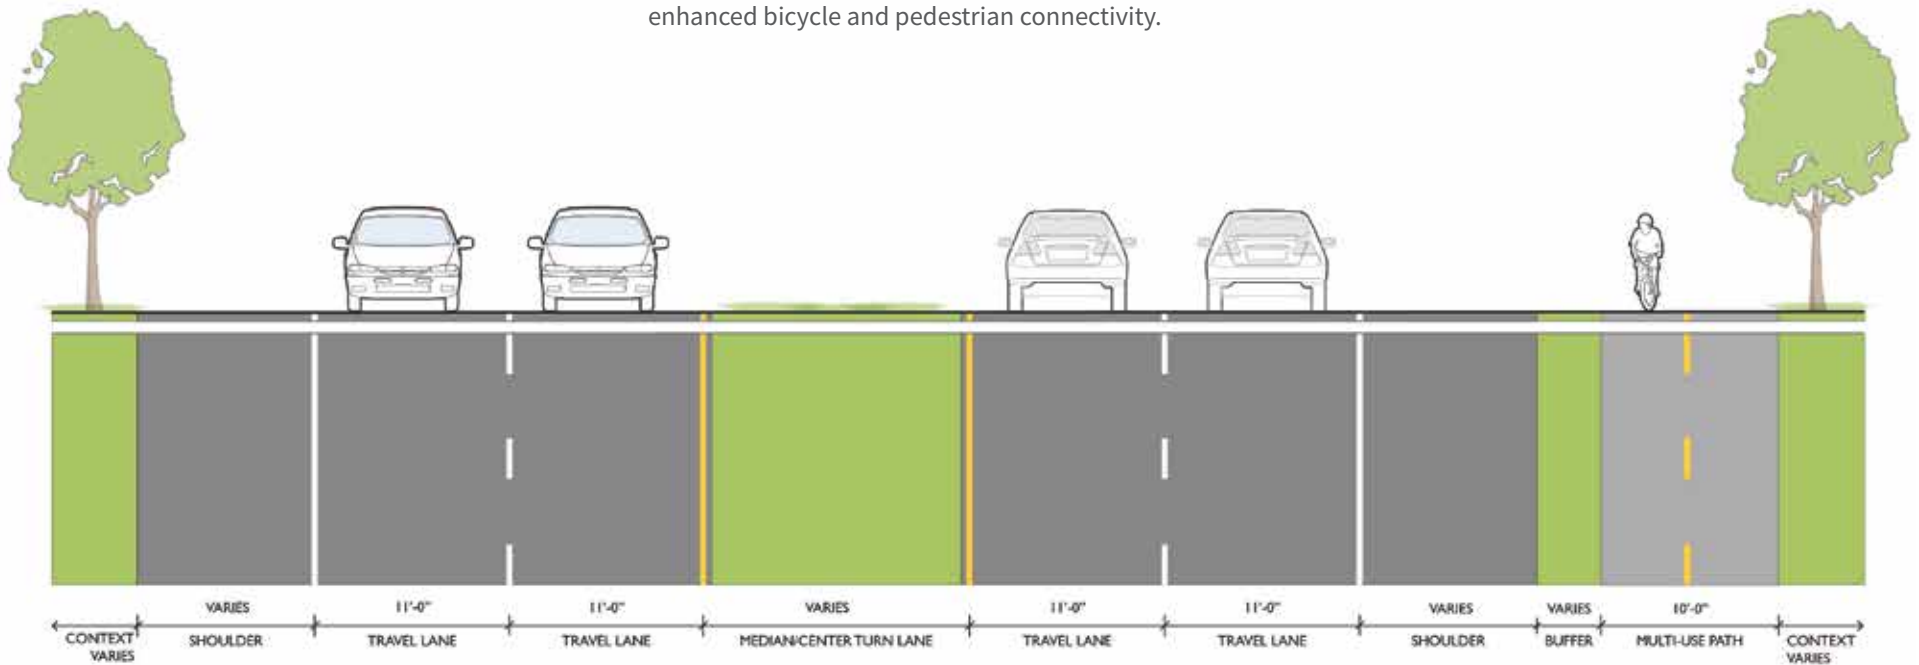 enhanced bicycle and pedestrian connectivity.
VARIES 11'-0" 11'-0" VARIES 11'-0" 11'-0" VARIES VARIES 10'-0"
CONTEXT SHOULDER TRAVEL LANE TRAVEL LANE MEDIAN/CENTER TURN LANE TRAVEL LANE TRAVEL LANE SHOULDER BUFFER MULTI-USE PATH CONTEXT
VARIES VARIES